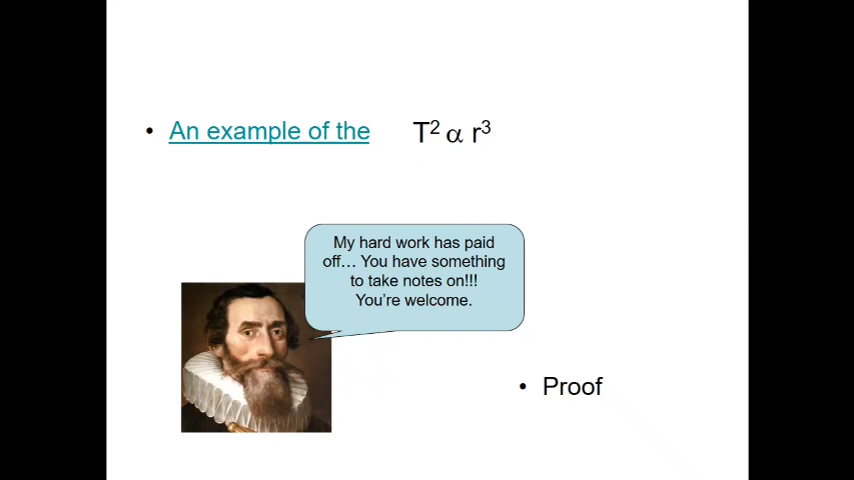 • An example of the T² α r³
My hard work has paid
off… You have something
to take notes on!!!
You’re welcome.
• Proof